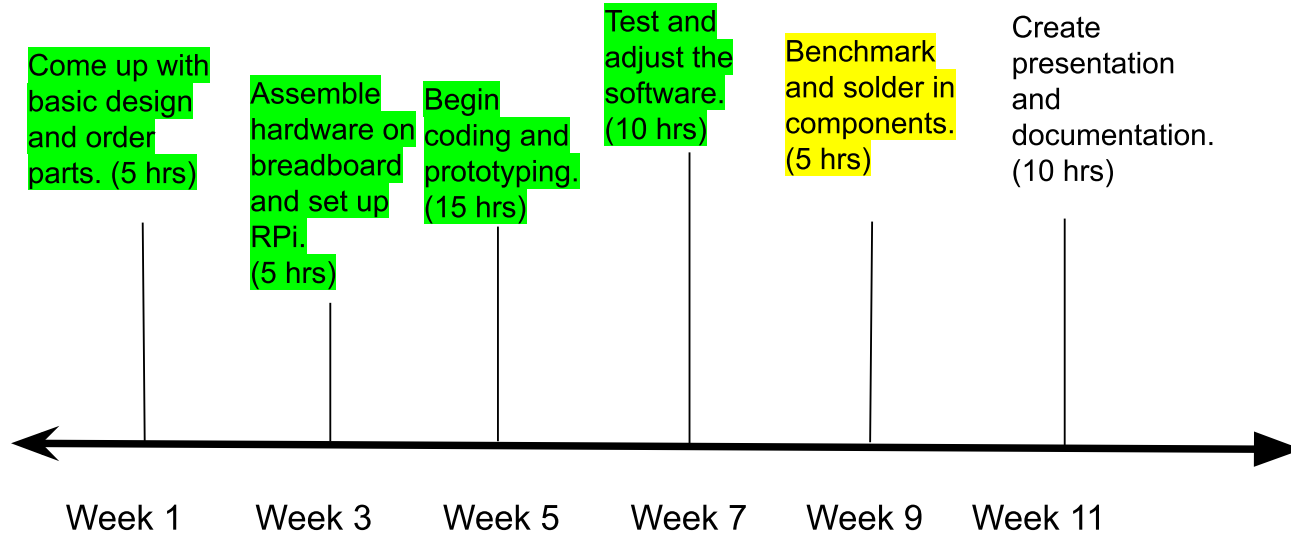 Come up with
basic design
and order
parts. (5 hrs)
Assemble
hardware on
breadboard
and set up
RPi.
(5 hrs)
Begin
coding and
prototyping.
(15 hrs)
Test and
adjust the
software.
(10 hrs)
Benchmark
and solder in
components.
(5 hrs)
Create
presentation
and
documentation.
(10 hrs)
Week 1
Week 3
Week 5
Week 7
Week 9
Week 11